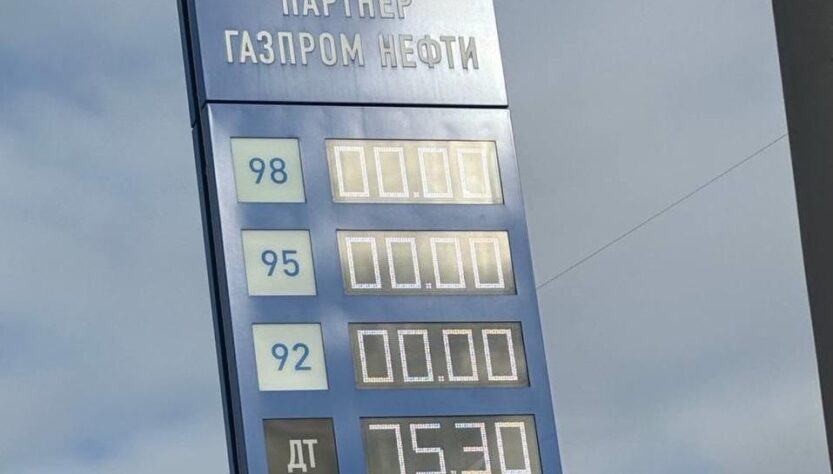 ПАРТНЕР
ГАЗПРОМ НЕФТИ
98 00.00
95 00.00
92 00.00
ДТ 75.30